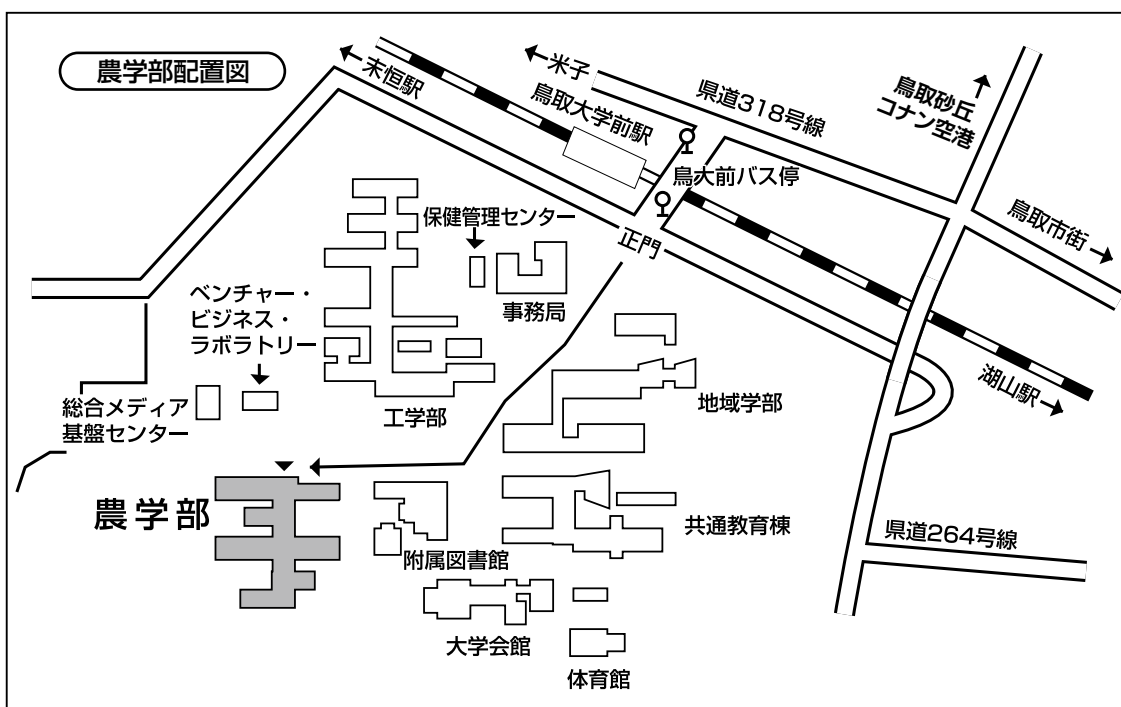 農学部配置図
末恒駅
米子
鳥取大学前駅
県道318号線
鳥取砂丘
コナン空港
鳥大前バス停
鳥取市街
保健管理センター
正門
ベンチャー・
ビジネス・
ラボラトリー
事務局
湖山駅
総合メディア
基盤センター
工学部
地域学部
農学部
共通教育棟
県道264号線
附属図書館
大学会館
体育館